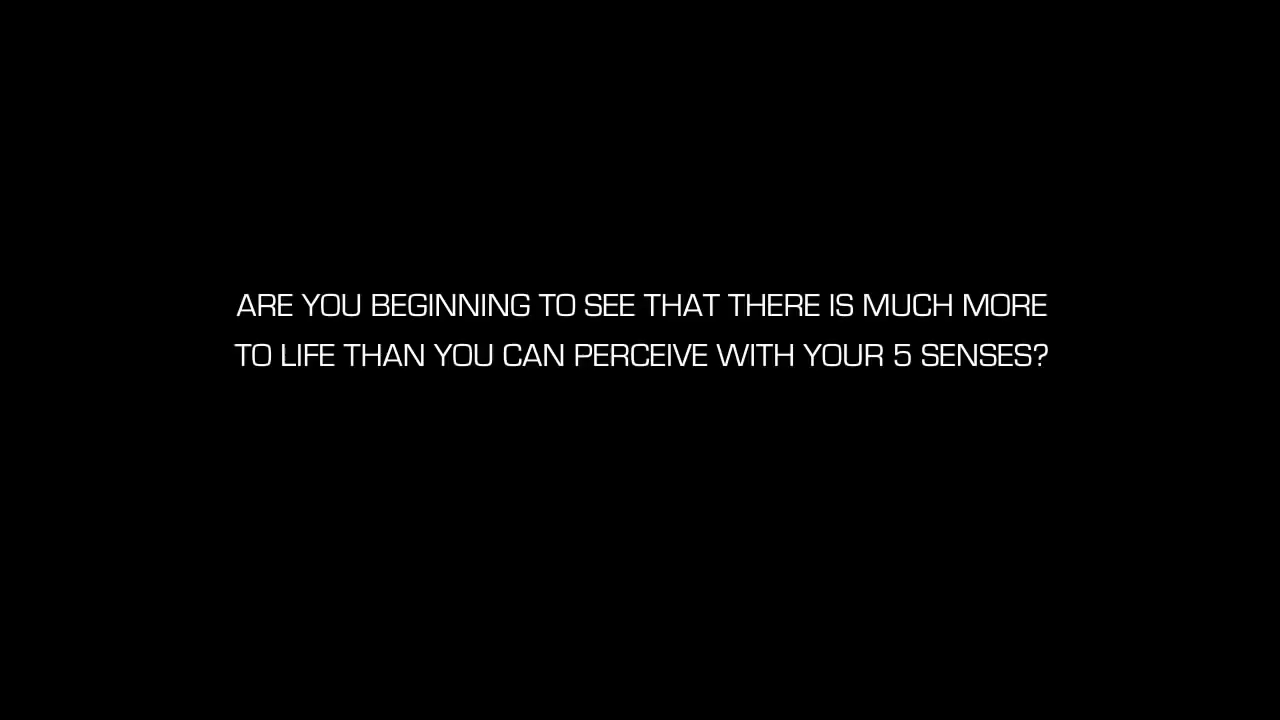 ARE YOU BEGINNING TO SEE THAT THERE IS MUCH MORE
TO LIFE THAN YOU CAN PERCEIVE WITH YOUR 5 SENSES?